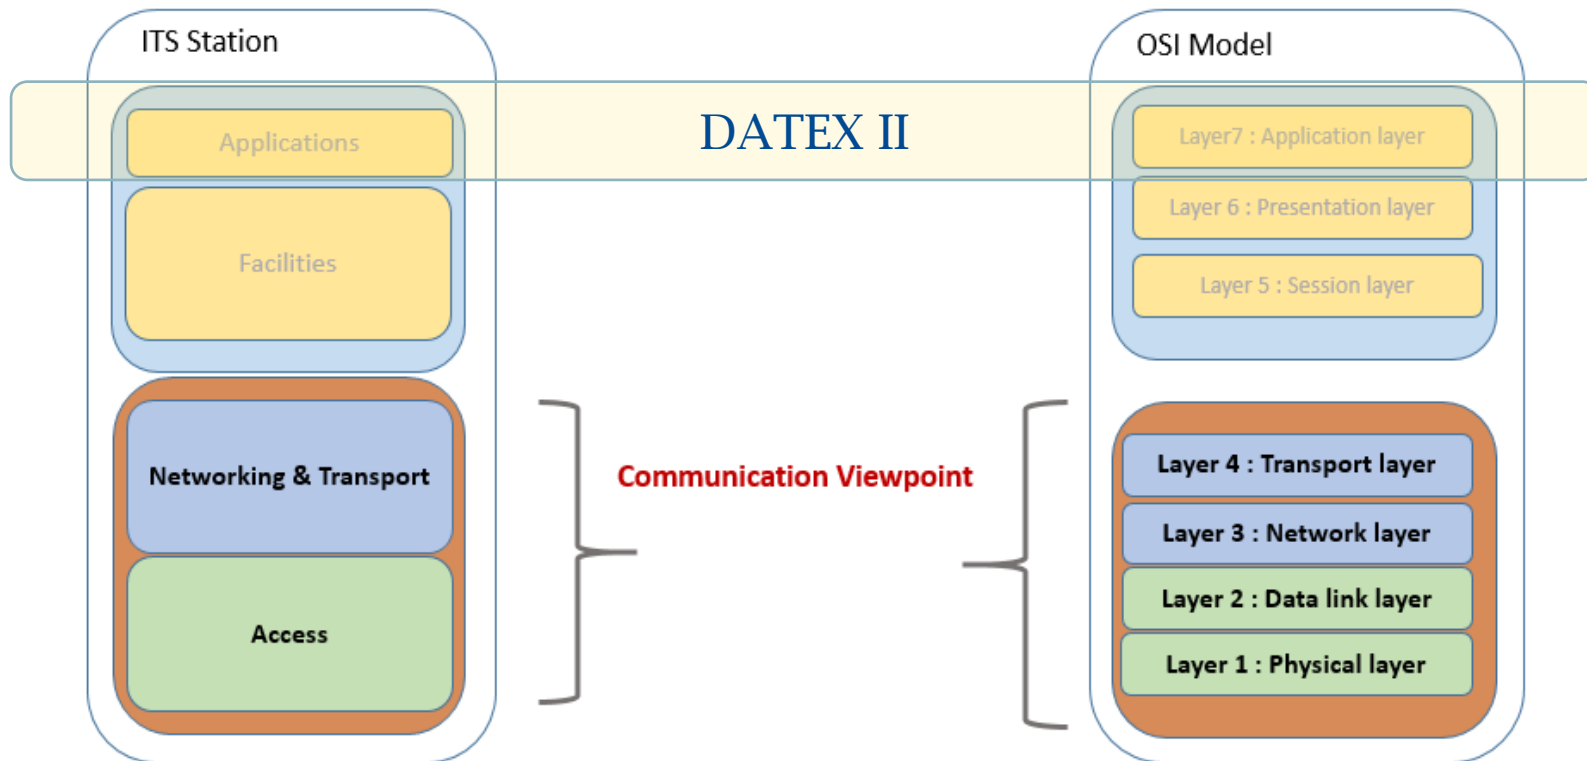 ITS Station
OSI Model
DATEX II
Applications
Facilities
Networking & Transport
Access
Communication Viewpoint
Layer7 : Application layer
Layer 6 : Presentation layer
Layer 5 : Session layer
Layer 4 : Transport layer
Layer 3 : Network layer
Layer 2 : Data link layer
Layer 1 : Physical layer